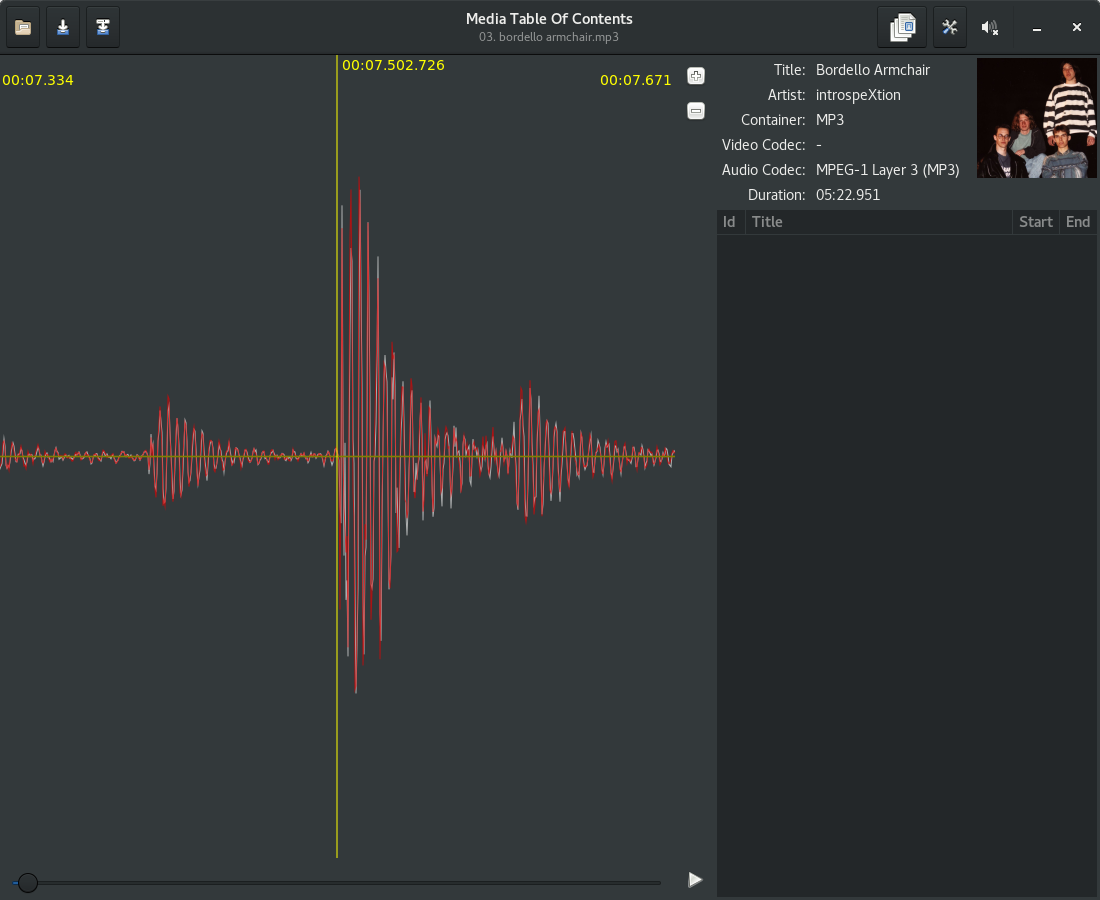 Media Table Of Contents
03. bordello armchair.mp3
00:07.334
00:07.502.726
00:07.671
Title: Bordello Armchair
Artist: introspeXtion
Container: MP3
Video Codec: -
Audio Codec: MPEG-1 Layer 3 (MP3)
Duration: 05:22.951
Id Title Start End